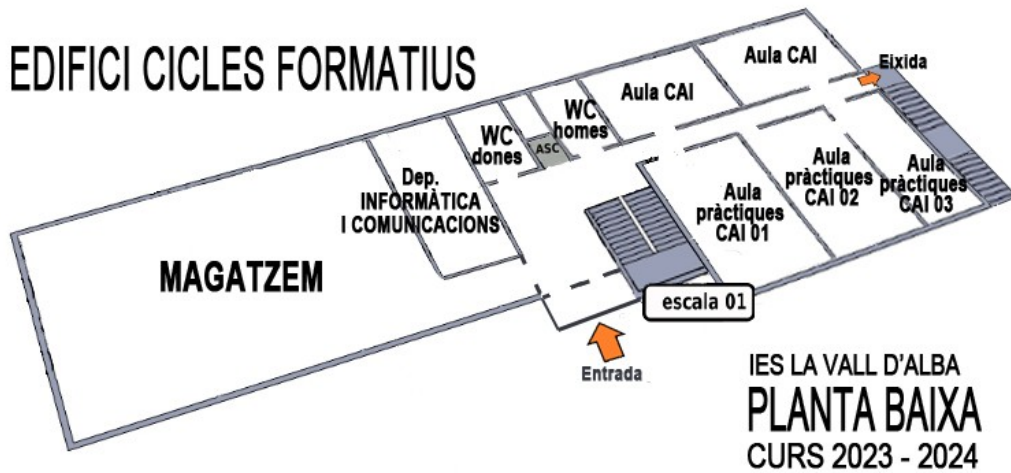 EDIFICI CICLES FORMATIUS
Aula CAI
Eixida
Aula CAI
WC
homes
WC
dones
ASC
Dep.
INFORMÀTICA
I COMUNICACIONS
Aula
pràctiques
CAI 01
Aula
pràctiques
CAI 02
Aula
pràctiques
CAI 03
MAGATZEM
escala 01
Entrada
IES LA VALL D'ALBA
PLANTA BAIXA
CURS 2023 - 2024